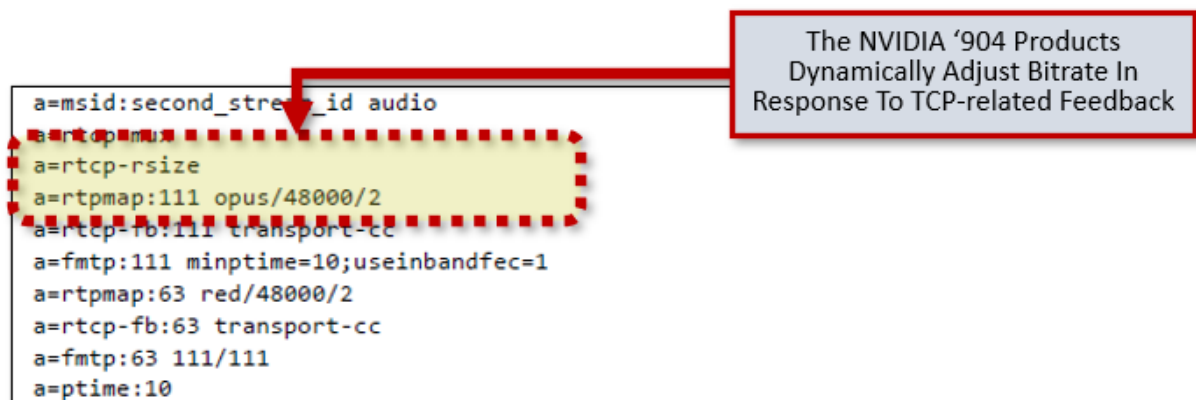 The NVIDIA ‘904 Products
Dynamically Adjust Bitrate In
Response To TCP-related Feedback
a=msid:second_stream_id audio
a=rtcp-mux
a=rtcp-rsize
a=rtpmap:111 opus/48000/2
a=rtcp-fb:111 transport-cc
a=fmtp:111 minptime=10;useinbandfec=1
a=rtpmap:63 red/48000/2
a=rtcp-fb:63 transport-cc
a=fmtp:63 111/111
a=ptime:10